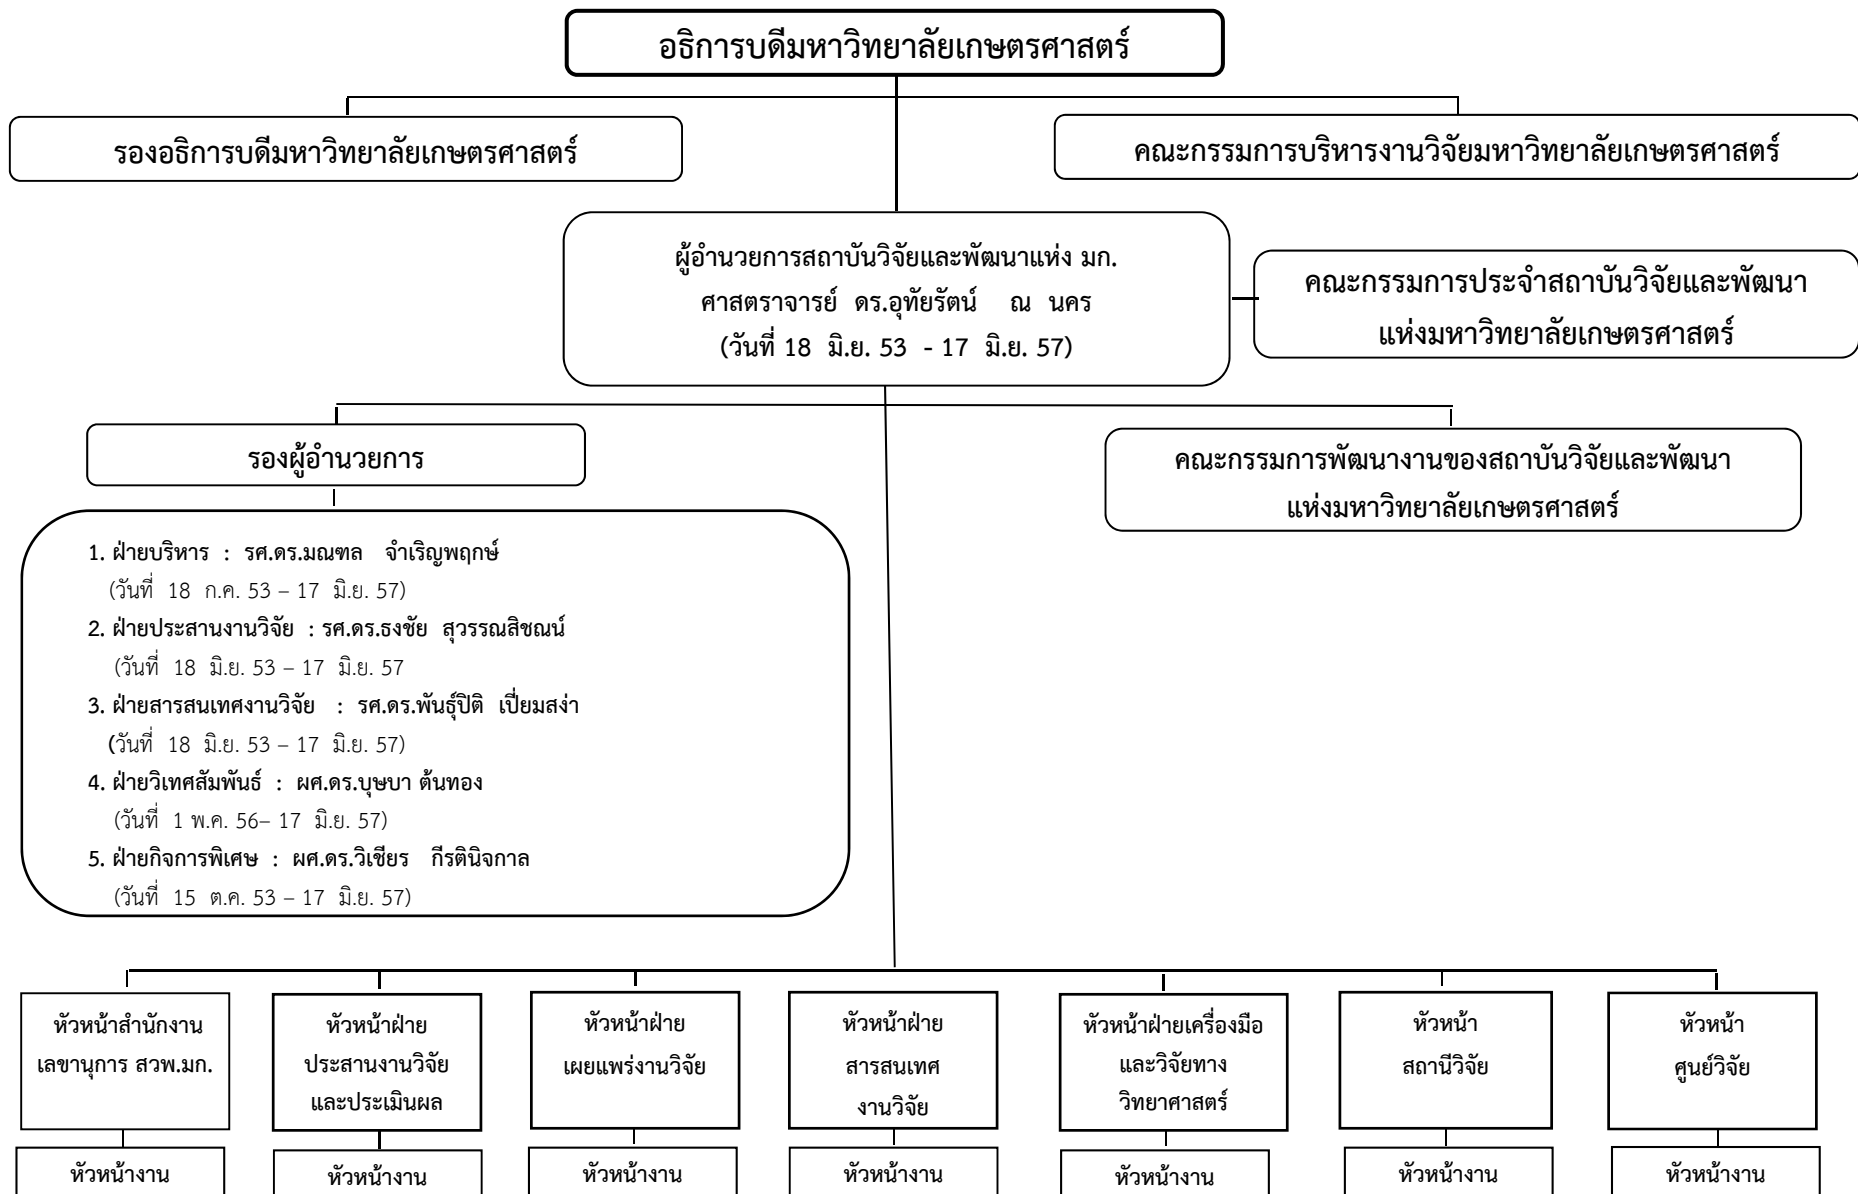 อธิการบดีมหาวิทยาลัยเกษตรศาสตร์
รองอธิการบดีมหาวิทยาลัยเกษตรศาสตร์
คณะกรรมการบริหารงานวิจัยมหาวิทยาลัยเกษตรศาสตร์
ผู้อำนวยการสถาบันวิจัยและพัฒนาแห่ง มก.
ศาสตราจารย์ ดร.อุทัยรัตน์ ณ นคร
(วันที่ 18 มิ.ย. 53 - 17 มิ.ย. 57)
คณะกรรมการประจำสถาบันวิจัยและพัฒนา
แห่งมหาวิทยาลัยเกษตรศาสตร์
รองผู้อำนวยการ
คณะกรรมการพัฒนางานของสถาบันวิจัยและพัฒนา
แห่งมหาวิทยาลัยเกษตรศาสตร์
1. ฝ่ายบริหาร : รศ.ดร.มณฑล จำเริญพฤกษ์
(วันที่ 18 ก.ค. 53 – 17 มิ.ย. 57)
2. ฝ่ายประสานงานวิจัย : รศ.ดร.ธงชัย สุวรรณสิชณน์
(วันที่ 18 มิ.ย. 53 – 17 มิ.ย. 57
3. ฝ่ายสารสนเทศงานวิจัย : รศ.ดร.พันธุ์ปิติ เปี่ยมสง่า
(วันที่ 18 มิ.ย. 53 – 17 มิ.ย. 57)
4. ฝ่ายวิเทศสัมพันธ์ : ผศ.ดร.บุษบา ต้นทอง
(วันที่ 1 พ.ค. 56– 17 มิ.ย. 57)
5. ฝ่ายกิจการพิเศษ : ผศ.ดร.วิเชียร กีรตินิจกาล
(วันที่ 15 ต.ค. 53 – 17 มิ.ย. 57)
หัวหน้าสำนักงาน
เลขานุการ สวพ.มก.
หัวหน้าฝ่าย
ประสานงานวิจัย
และประเมินผล
หัวหน้าฝ่าย
เผยแพร่งานวิจัย
หัวหน้าฝ่าย
สารสนเทศ
งานวิจัย
หัวหน้าฝ่ายเครื่องมือ
และวิจัยทาง
วิทยาศาสตร์
หัวหน้า
สถานีวิจัย
หัวหน้า
ศูนย์วิจัย
หัวหน้างาน
หัวหน้างาน
หัวหน้างาน
หัวหน้างาน
หัวหน้างาน
หัวหน้างาน
หัวหน้างาน